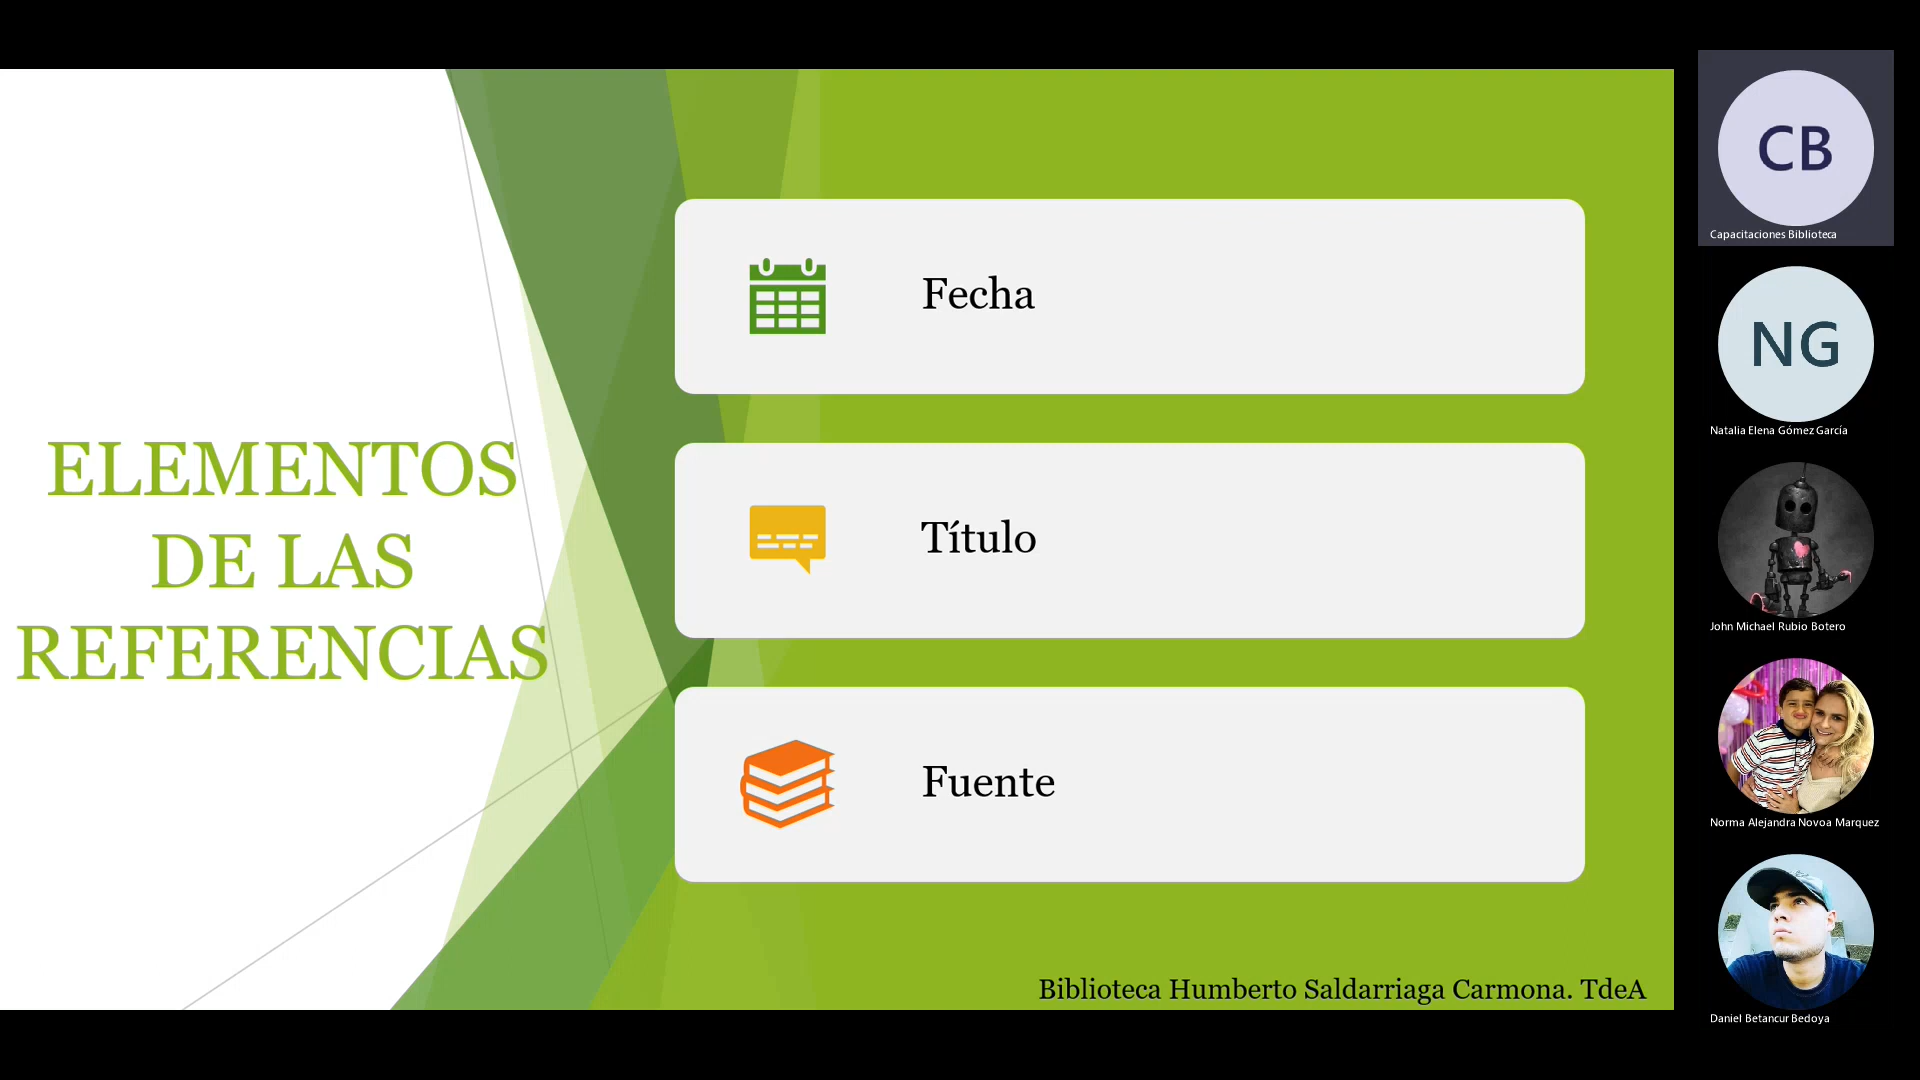 ELEMENTOS
DE LAS
REFERENCIAS
Fecha
Título
Fuente
Biblioteca Humberto Saldarriaga Carmona. TdeA
CB
Capacitaciones Biblioteca
NG
Natalia Elena Gómez García
John Michael Rubio Botero
Norma Alejandra Novoa Marquez
Daniel Betancur Bedoya